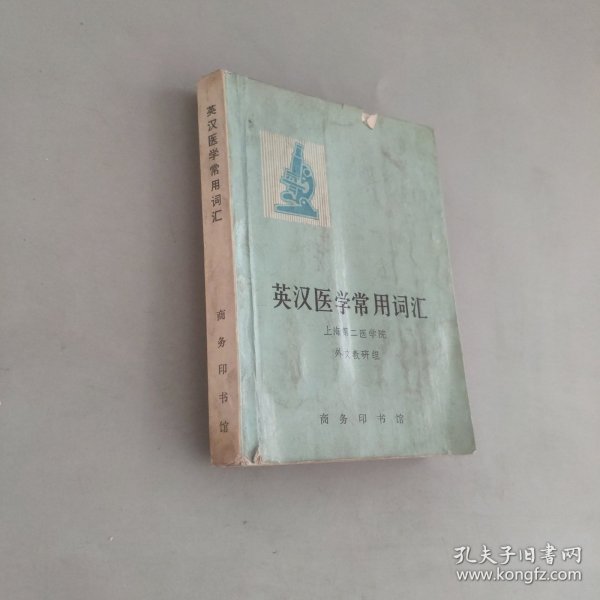 英汉医学常用词汇
商务印书馆
英汉医学常用词汇
上海第二医学院
外文教研组
商务印书馆
孔夫子旧书网
www.kongfz.com